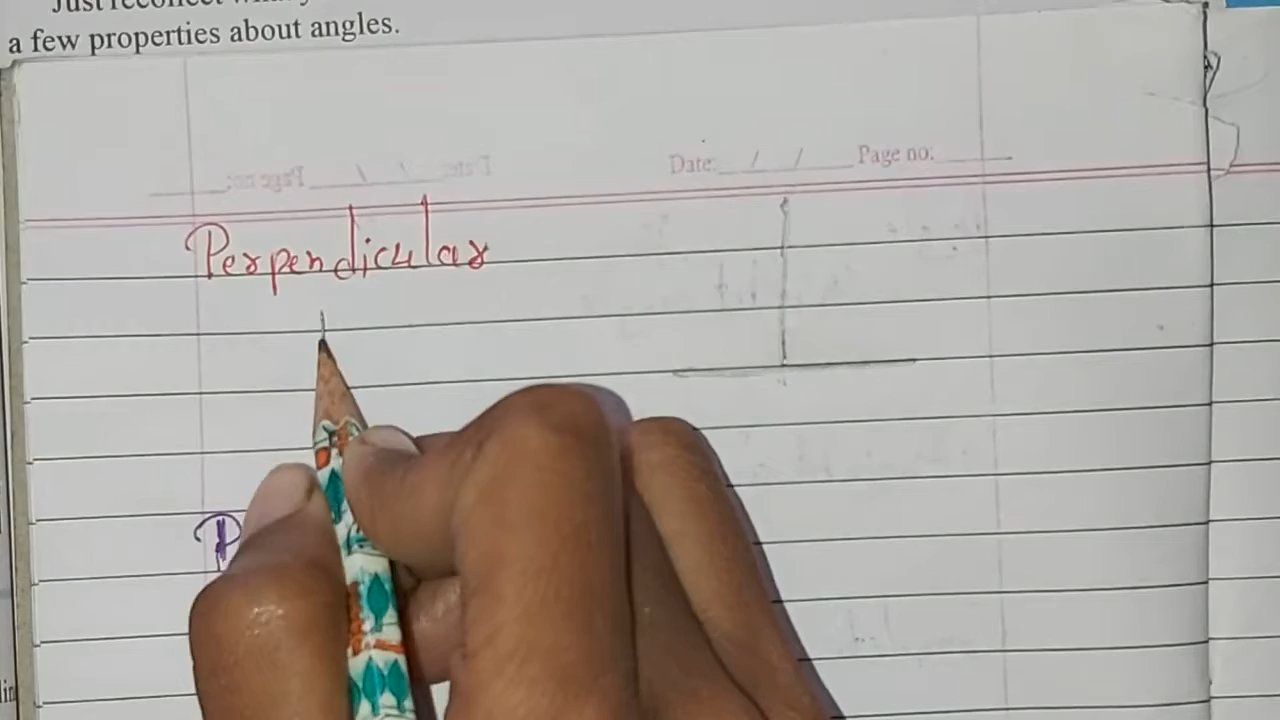 a few properties about angles.
Date: / / Page no:
Perpendicular
P